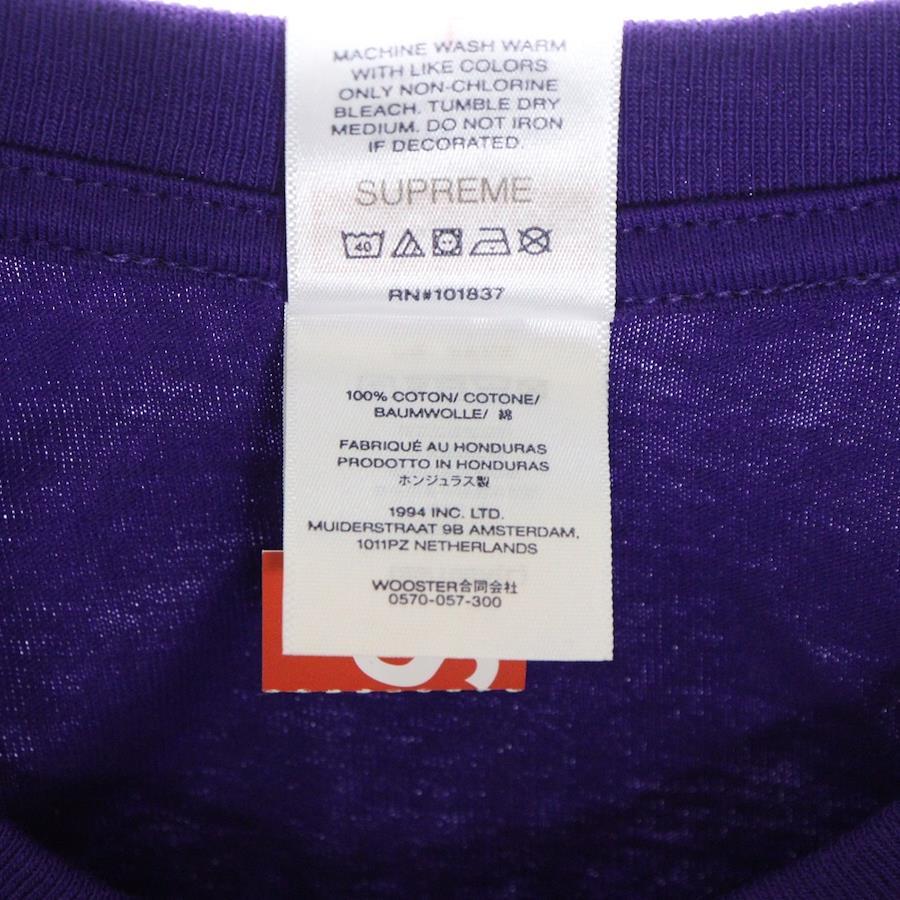 MACHINE WASH WARM
WITH LIKE COLORS
ONLY NON-CHLORINE
BLEACH. TUMBLE DRY
MEDIUM. DO NOT IRON
IF DECORATED.
SUPREME
40
RN#101837
100% COTON/ COTONE/
BAUMWOLLE/ 綿
FABRIQUÉ AU HONDURAS
PRODOTTO IN HONDURAS
ホンジュラス製
1994 INC. LTD.
MUIDERSTRAAT 9B AMSTERDAM,
1011PZ NETHERLANDS
WOOSTER合同会社
0570-057-300